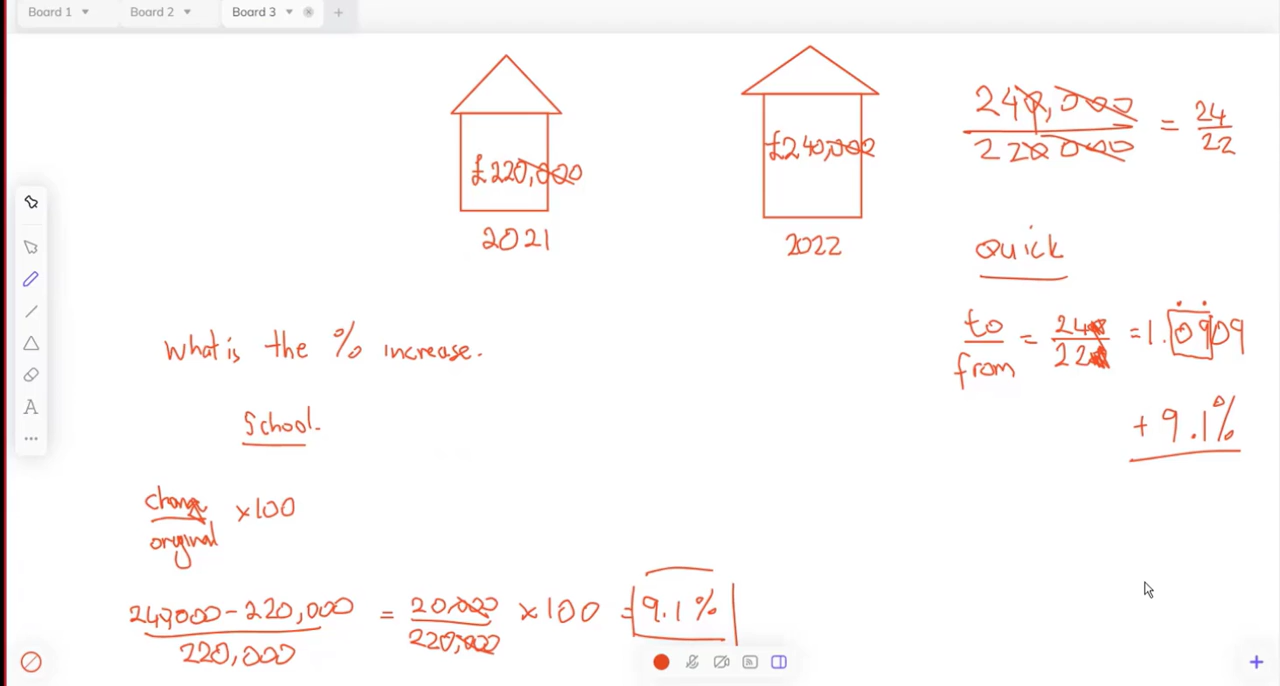 Board 1
Board 2
Board 3
£220,000
2021
£240,000
2022
240,000 / 220000 = 24 / 22
quick
to / from = 240 / 220 = 1.0909
+ 9.1%
What is the % increase.
School.
change / original ×100
240,000 - 220,000 / 220,000 = 20,000 / 220,000 ×100 = 9.1%
A